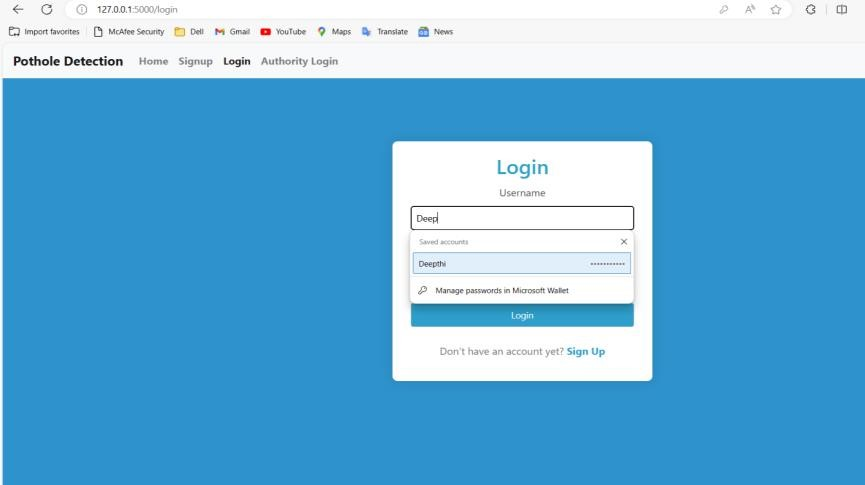 127.0.0.1:5000/login
Import favorites McAfee Security Dell Gmail YouTube Maps Translate News
Pothole Detection Home Signup Login Authority Login
Login
Username
Deep
Saved accounts
Deepthi ···········
Manage passwords in Microsoft Wallet
Login
Don't have an account yet? Sign Up